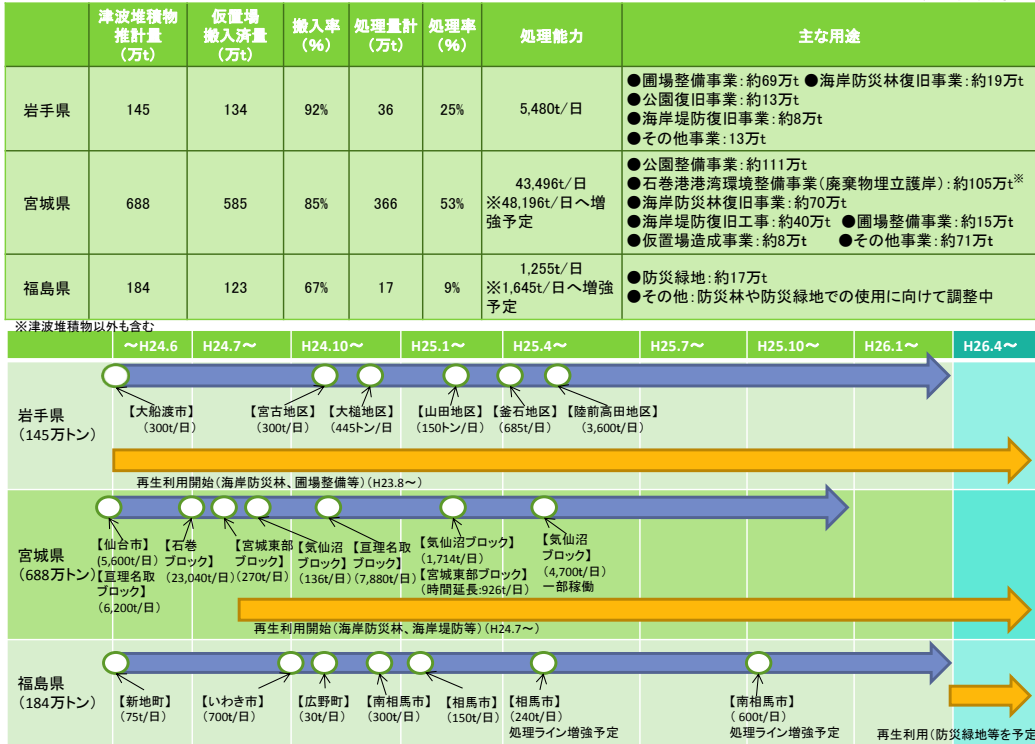 津波堆積物
推計量
(万t)
仮置場
搬入済量
(万t)
搬入率
(%)
処理量計
(万t)
処理率
(%)
処理能力
主な用途
岩手県
145
134
92%
36
25%
5,480t/日
●圃場整備事業:約69万t ●海岸防災林復旧事業:約19万t
●公園復旧事業:約13万t
●海岸堤防復旧事業:約8万t
●その他事業:13万t
宮城県
688
585
85%
366
53%
43,496t/日
※48,196t/日へ増
強予定
●公園整備事業:約111万t
●石巻港港湾環境整備事業(廃棄物埋立護岸):約105万t※
●海岸防災林復旧事業:約70万t
●海岸堤防復旧工事:約40万t ●圃場整備事業:約15万t
●仮置場造成事業:約8万t ●その他事業:約71万t
福島県
184
123
67%
17
9%
1,255t/日
※1,645t/日へ増強
予定
●防災緑地:約17万t
●その他:防災林や防災緑地での使用に向けて調整中
※津波堆積物以外も含む
～H24.6
H24.7～
H24.10～
H25.1～
H25.4～
H25.7～
H25.10～
H26.1～
H26.4～
岩手県
(145万トン)
【大船渡市】
(300t/日)
【宮古地区】
(300t/日)
【大槌地区】
(445トン/日
【山田地区】
(150トン/日)
【釜石地区】
(685t/日)
【陸前高田地区】
(3,600t/日)
再生利用開始(海岸防災林、圃場整備等)(H23.8～)
宮城県
(688万トン)
【仙台市】
(5,600t/日)
【亘理名取
ブロック】
(6,200t/日)
【石巻
ブロック】
(23,040t/日)
【宮城東部
ブロック】
(270t/日)
【気仙沼
ブロック】
(136t/日)
【亘理名取
ブロック】
(7,880t/日)
【気仙沼ブロック】
(1,714t/日)
【宮城東部ブロック】
(時間延長:926t/日)
【気仙沼
ブロック】
(4,700t/日)
一部稼働
再生利用開始(海岸防災林、海岸堤防等)(H24.7～)
福島県
(184万トン)
【新地町】
(75t/日)
【いわき市】
(700t/日)
【広野町】
(30t/日)
【南相馬市】
(300t/日)
【相馬市】
(150t/日)
【相馬市】
(240t/日)
処理ライン増強予定
【南相馬市】
(600t/日)
処理ライン増強予定
再生利用(防災緑地等を予定